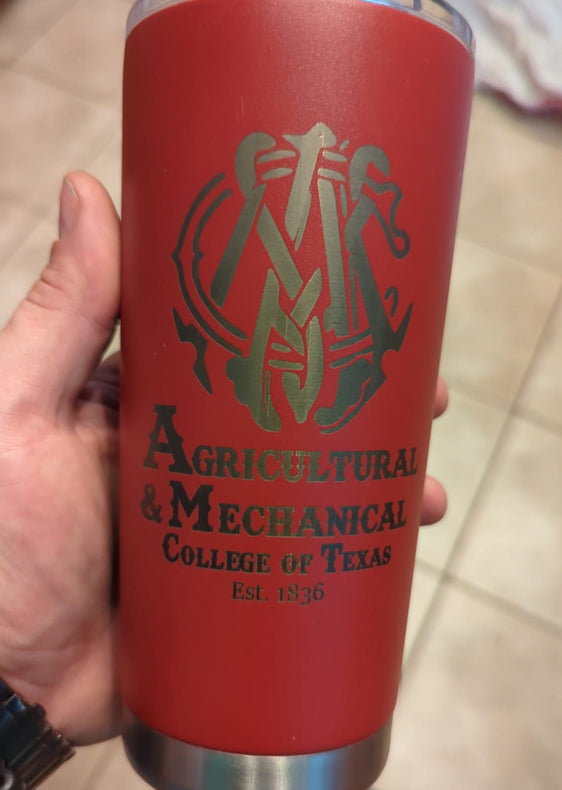 AGRICULTURAL
& MECHANICAL
COLLEGE OF TEXAS
Est. 1836